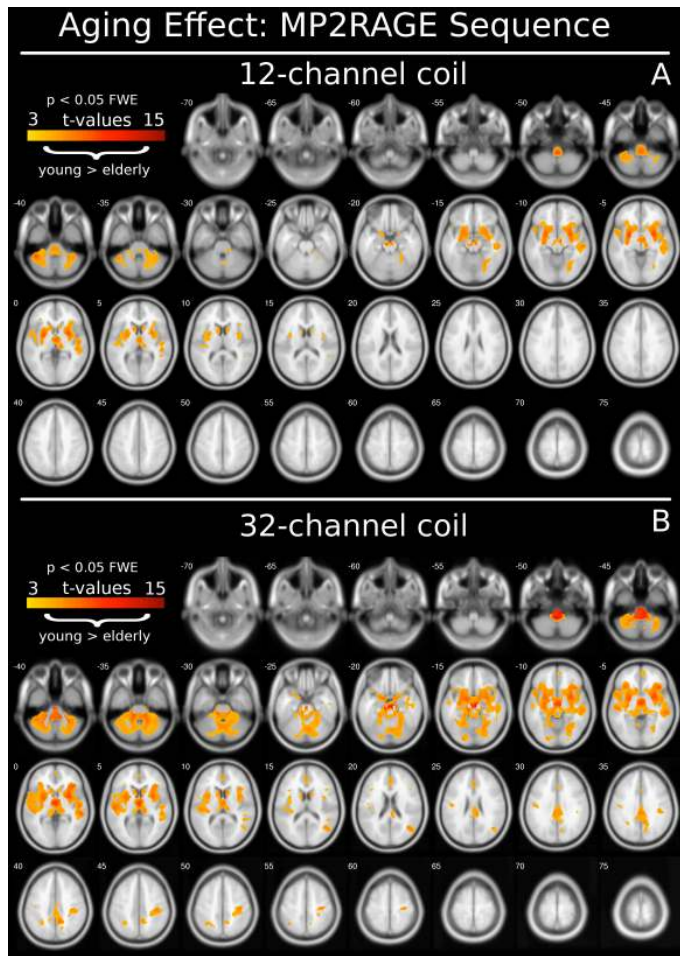 Aging Effect: MP2RAGE Sequence
12-channel coil
A
p < 0.05 FWE
3 t-values 15
young > elderly
-70 -65 -60 -55 -50 -45
-40 -35 -30 -25 -20 -15 -10 -5
0 5 10 15 20 25 30 35
40 45 50 55 60 65 70 75
32-channel coil
B
p < 0.05 FWE
3 t-values 15
young > elderly
-70 -65 -60 -55 -50 -45
-40 -35 -30 -25 -20 -15 -10 -5
0 5 10 15 20 25 30 35
40 45 50 55 60 65 70 75